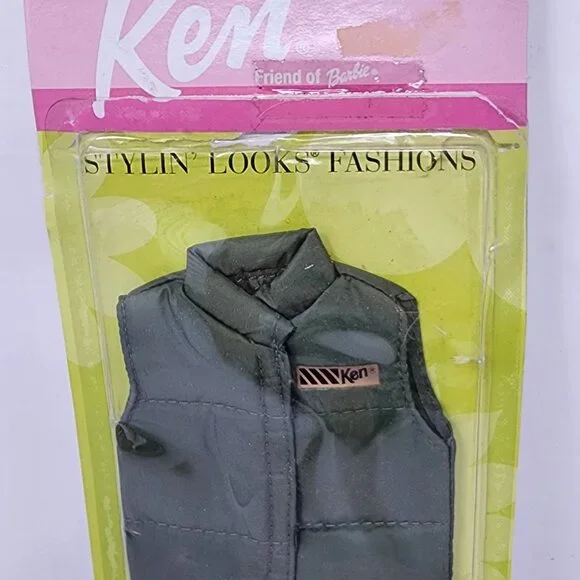 Ken®
Friend of Barbie®
STYLIN' LOOKS® FASHIONS
Ken®